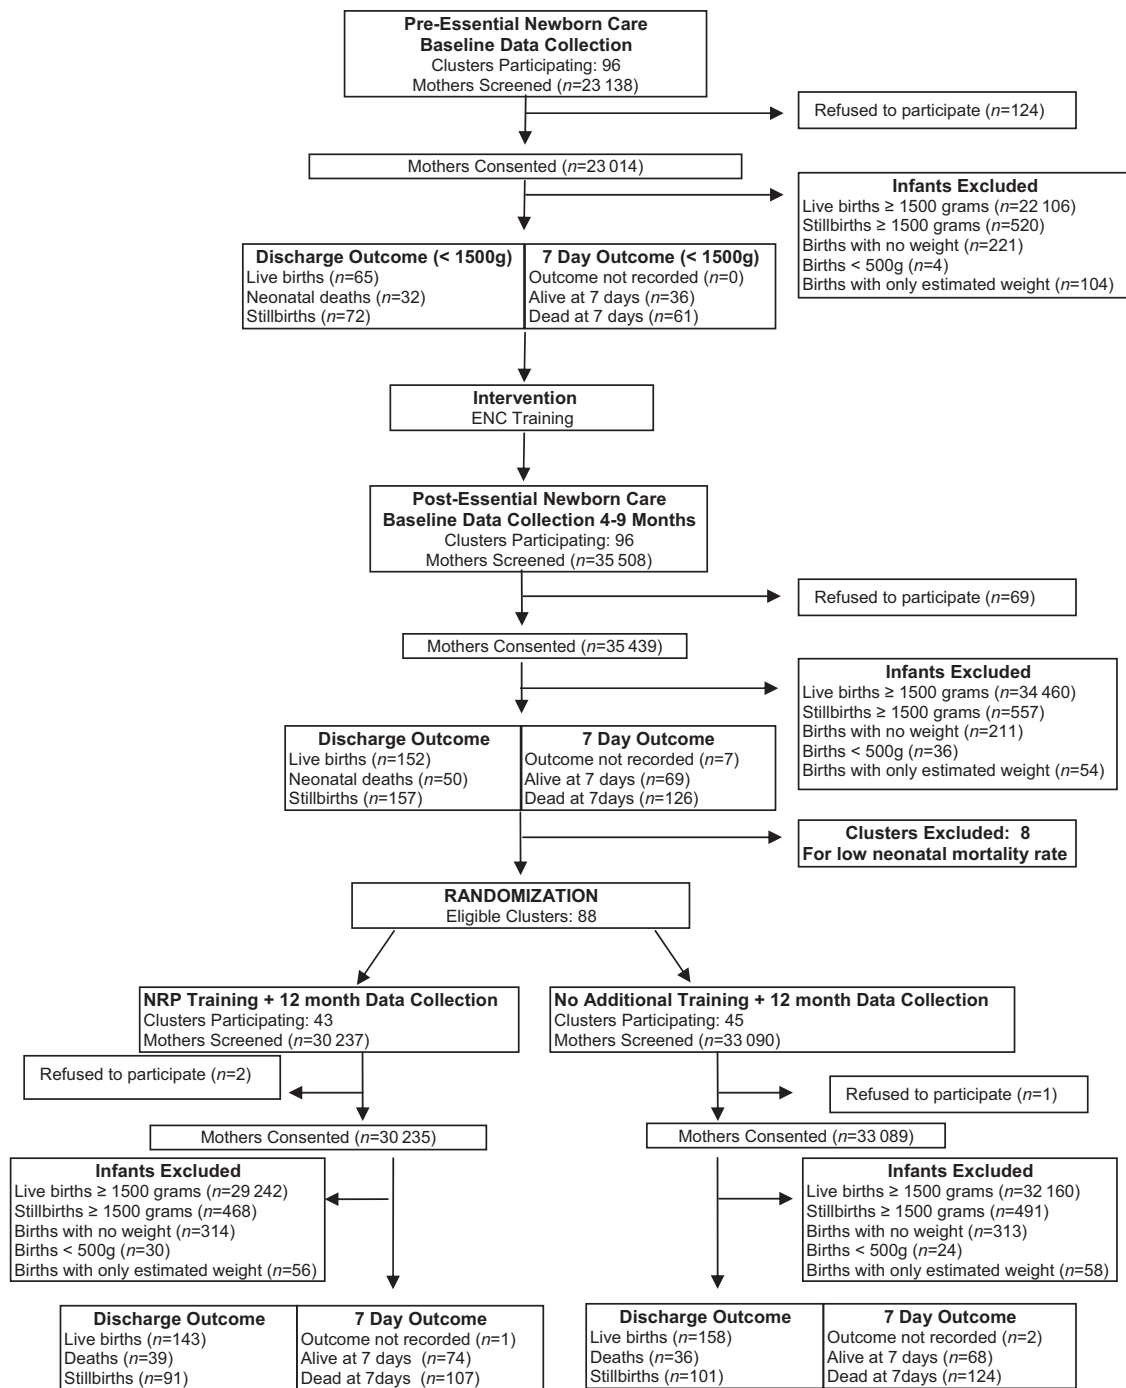 Pre-Essential Newborn Care
Baseline Data Collection
Clusters Participating: 96
Mothers Screened (n=23 138)
Refused to participate (n=124)
Mothers Consented (n=23 014)
Infants Excluded
Live births ≥ 1500 grams (n=22 106)
Stillbirths ≥ 1500 grams (n=520)
Births with no weight (n=221)
Births < 500g (n=4)
Births with only estimated weight (n=104)
Discharge Outcome (< 1500g)
Live births (n=65)
Neonatal deaths (n=32)
Stillbirths (n=72)
7 Day Outcome (< 1500g)
Outcome not recorded (n=0)
Alive at 7 days (n=36)
Dead at 7 days (n=61)
Intervention
ENC Training
Post-Essential Newborn Care
Baseline Data Collection 4-9 Months
Clusters Participating: 96
Mothers Screened (n=35 508)
Refused to participate (n=69)
Mothers Consented (n=35 439)
Infants Excluded
Live births ≥ 1500 grams (n=34 460)
Stillbirths ≥ 1500 grams (n=557)
Births with no weight (n=211)
Births < 500g (n=36)
Births with only estimated weight (n=54)
Discharge Outcome
Live births (n=152)
Neonatal deaths (n=50)
Stillbirths (n=157)
7 Day Outcome
Outcome not recorded (n=7)
Alive at 7 days (n=69)
Dead at 7days (n=126)
Clusters Excluded: 8
For low neonatal mortality rate
RANDOMIZATION
Eligible Clusters: 88
NRP Training + 12 month Data Collection
Clusters Participating: 43
Mothers Screened (n=30 237)
Refused to participate (n=2)
Mothers Consented (n=30 235)
Infants Excluded
Live births ≥ 1500 grams (n=29 242)
Stillbirths ≥ 1500 grams (n=468)
Births with no weight (n=314)
Births < 500g (n=30)
Births with only estimated weight (n=56)
Discharge Outcome
Live births (n=143)
Deaths (n=39)
Stillbirths (n=91)
7 Day Outcome
Outcome not recorded (n=1)
Alive at 7 days (n=74)
Dead at 7days (n=107)
No Additional Training + 12 month Data Collection
Clusters Participating: 45
Mothers Screened (n=33 090)
Refused to participate (n=1)
Mothers Consented (n=33 089)
Infants Excluded
Live births ≥ 1500 grams (n=32 160)
Stillbirths ≥ 1500 grams (n=491)
Births with no weight (n=313)
Births < 500g (n=24)
Births with only estimated weight (n=58)
Discharge Outcome
Live births (n=158)
Deaths (n=36)
Stillbirths (n=101)
7 Day Outcome
Outcome not recorded (n=2)
Alive at 7 days (n=68)
Dead at 7days (n=124)